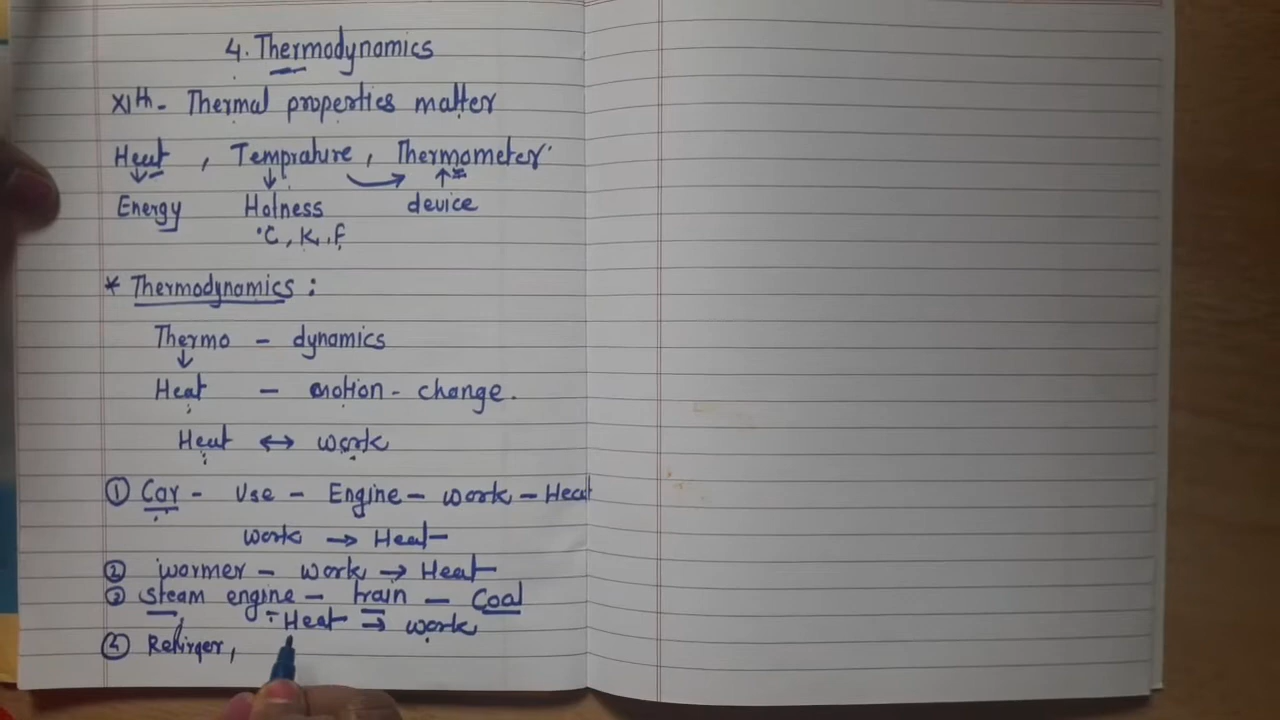 4. Thermodynamics
XIth - Thermal properties matter
Heat , Temprature , Thermometer
Energy Hotness device
°C, K, F
* Thermodynamics :
Thermo - dynamics
Heat - motion - change.
Heat ↔ work
① Car - Use - Engine - work - Heat
work → Heat
② wormer - work → Heat
③ steam engine - train - Coal
- Heat → work
④